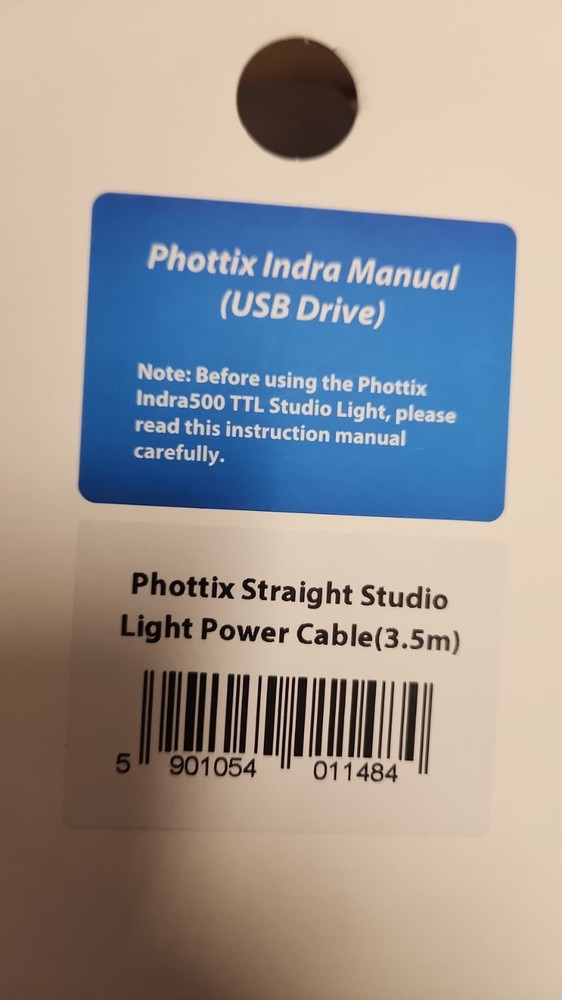 Phottix Indra Manual
(USB Drive)
Note: Before using the Phottix
Indra500 TTL Studio Light, please
read this instruction manual
carefully.
Phottix Straight Studio
Light Power Cable(3.5m)
5 901054 011484